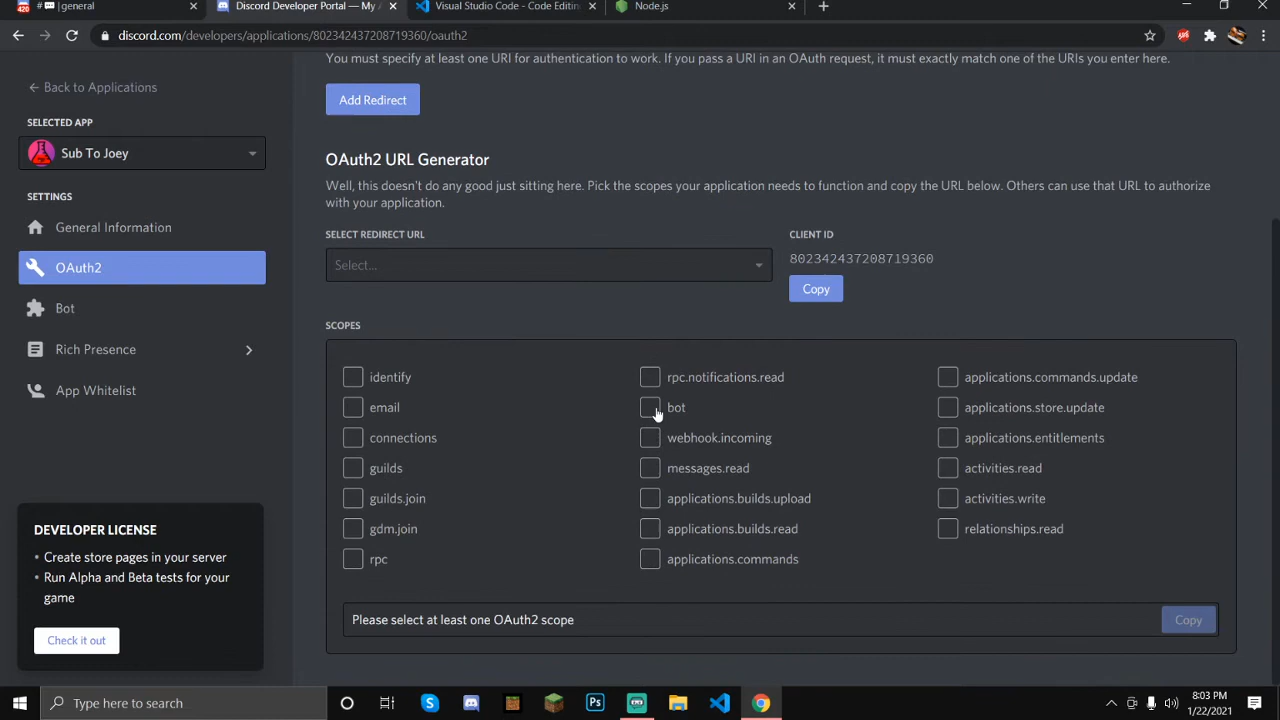 #💬|general
Discord Developer Portal — My A
Visual Studio Code - Code Editin
Node.js
discord.com/developers/applications/802342437208719360/oauth2
You must specify at least one URI for authentication to work. If you pass a URI in an OAuth request, it must exactly match one of the URIs you enter here.
← Back to Applications
Add Redirect
SELECTED APP
Sub To Joey
OAuth2 URL Generator
Well, this doesn't do any good just sitting here. Pick the scopes your application needs to function and copy the URL below. Others can use that URL to authorize
with your application.
SETTINGS
General Information
OAuth2
Bot
Rich Presence
App Whitelist
SELECT REDIRECT URL
Select...
CLIENT ID
802342437208719360
Copy
SCOPES
identify
email
connections
guilds
guilds.join
gdm.join
rpc
rpc.notifications.read
bot
webhook.incoming
messages.read
applications.builds.upload
applications.builds.read
applications.commands
applications.commands.update
applications.store.update
applications.entitlements
activities.read
activities.write
relationships.read
Please select at least one OAuth2 scope
Copy
DEVELOPER LICENSE
• Create store pages in your server
• Run Alpha and Beta tests for your
game
Check it out
Type here to search
Ps
8:03 PM
1/22/2021